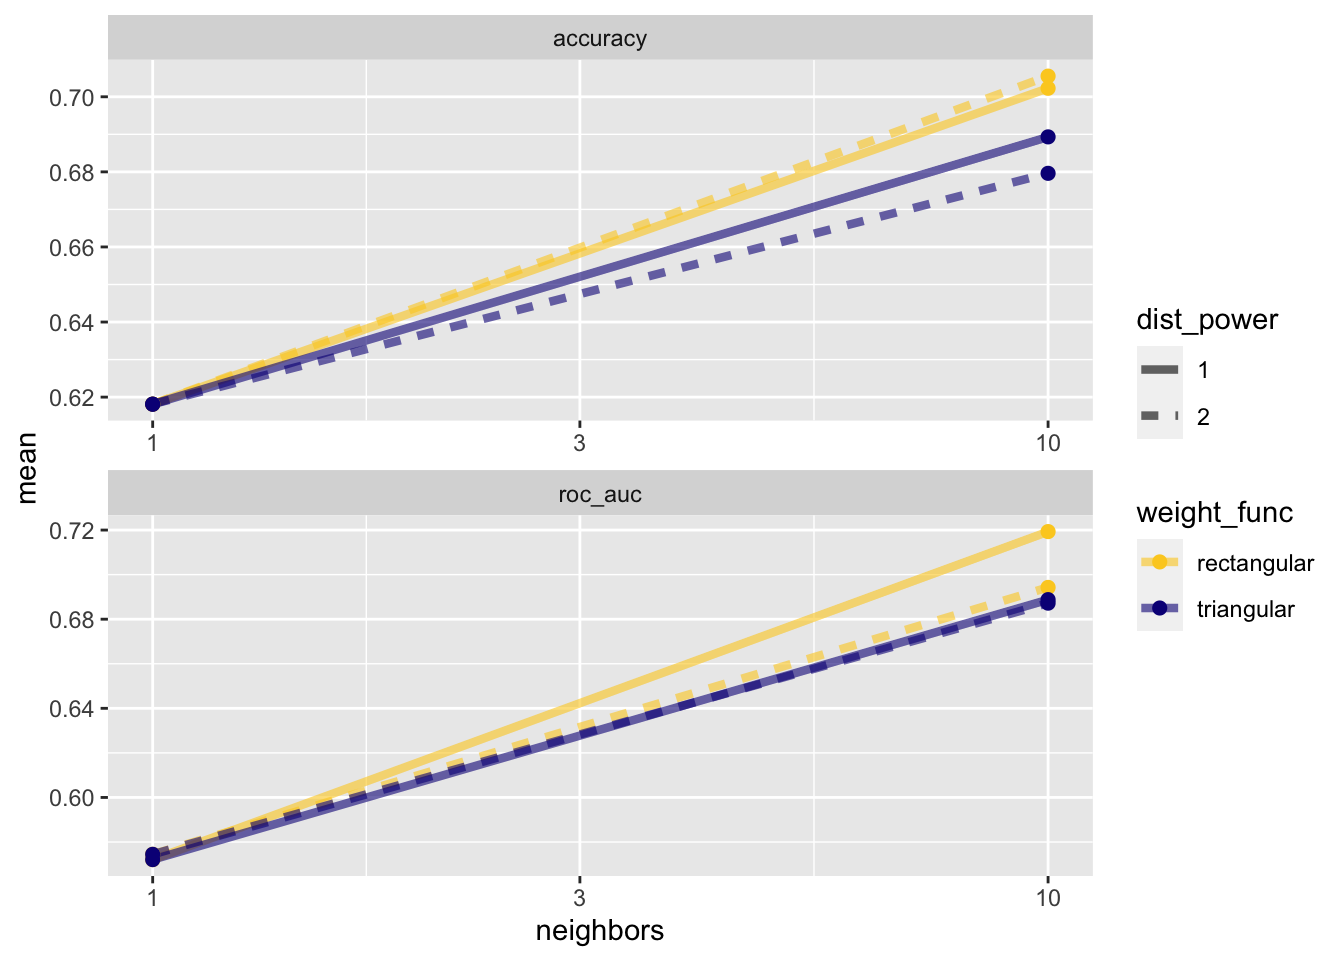 accuracy
0.70
0.68
0.66
0.64
0.62
1 3 10
mean
roc_auc
0.72
0.68
0.64
0.60
1 3 10
neighbors
dist_power
1
2
weight_func
rectangular
triangular